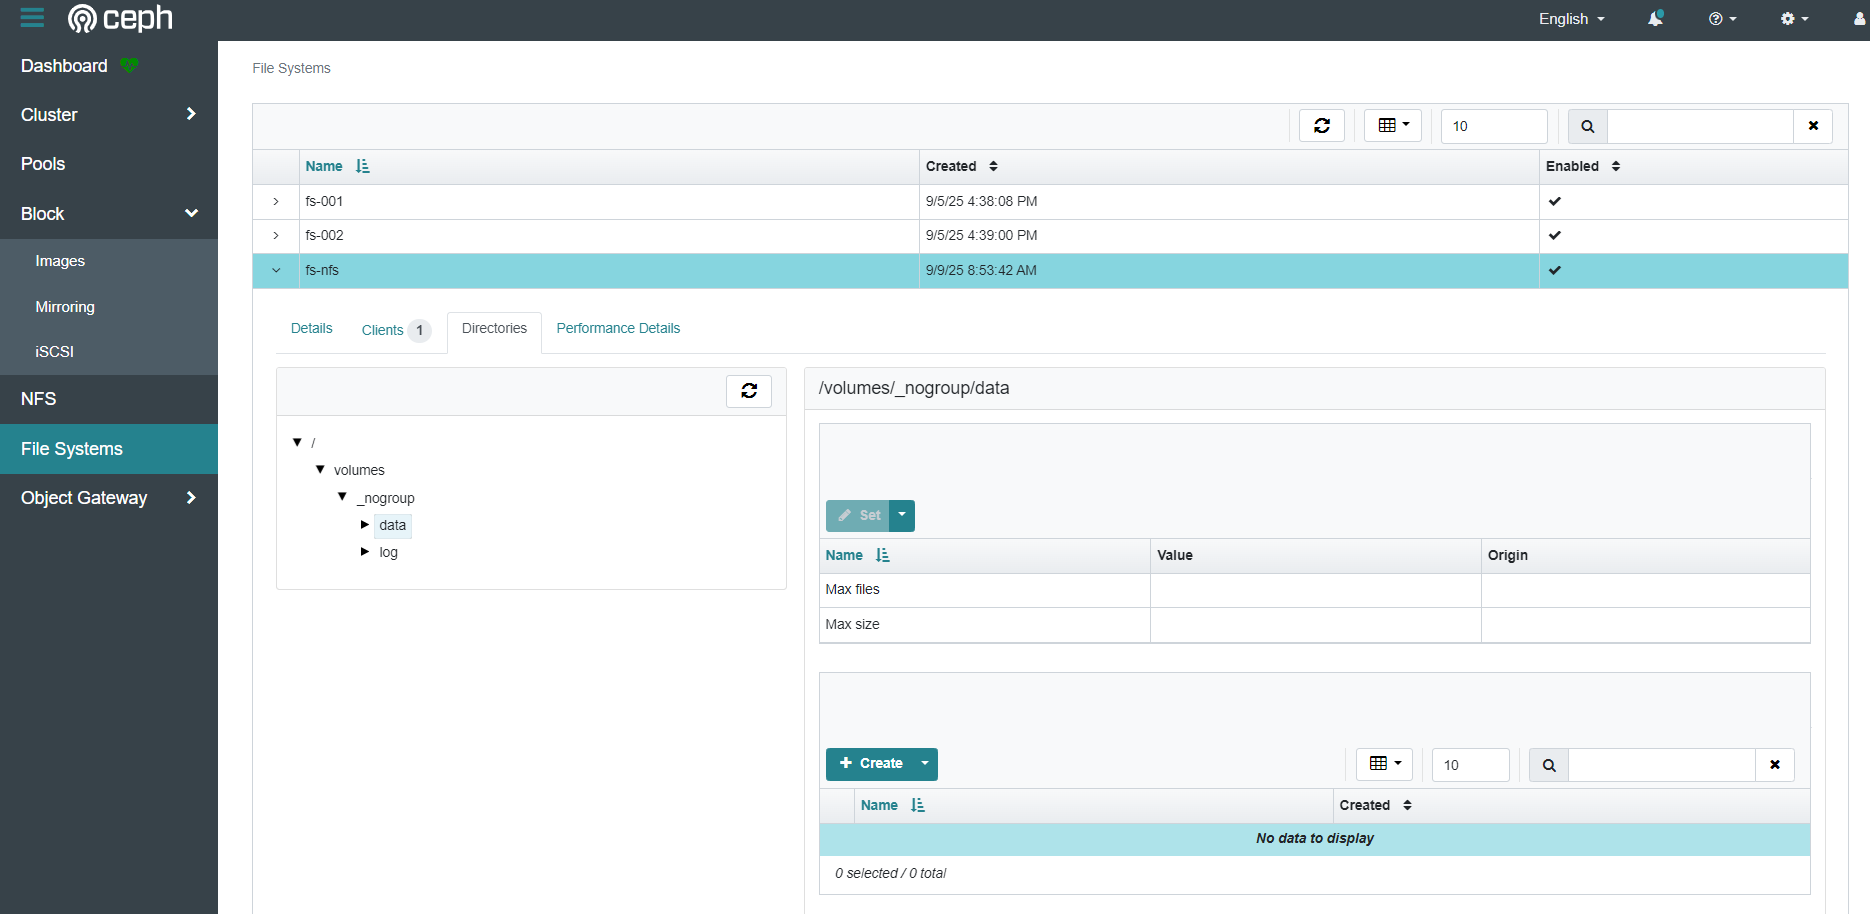 ceph
English
Dashboard
Cluster
Pools
Block
Images
Mirroring
iSCSI
NFS
File Systems
Object Gateway
File Systems
10
Name Created Enabled
fs-001 9/5/25 4:38:08 PM
fs-002 9/5/25 4:39:00 PM
fs-nfs 9/9/25 8:53:42 AM
Details Clients 1 Directories Performance Details
/
volumes
_nogroup
data
log
/volumes/_nogroup/data
Set
Name Value Origin
Max files
Max size
Create 10
Name Created
No data to display
0 selected / 0 total